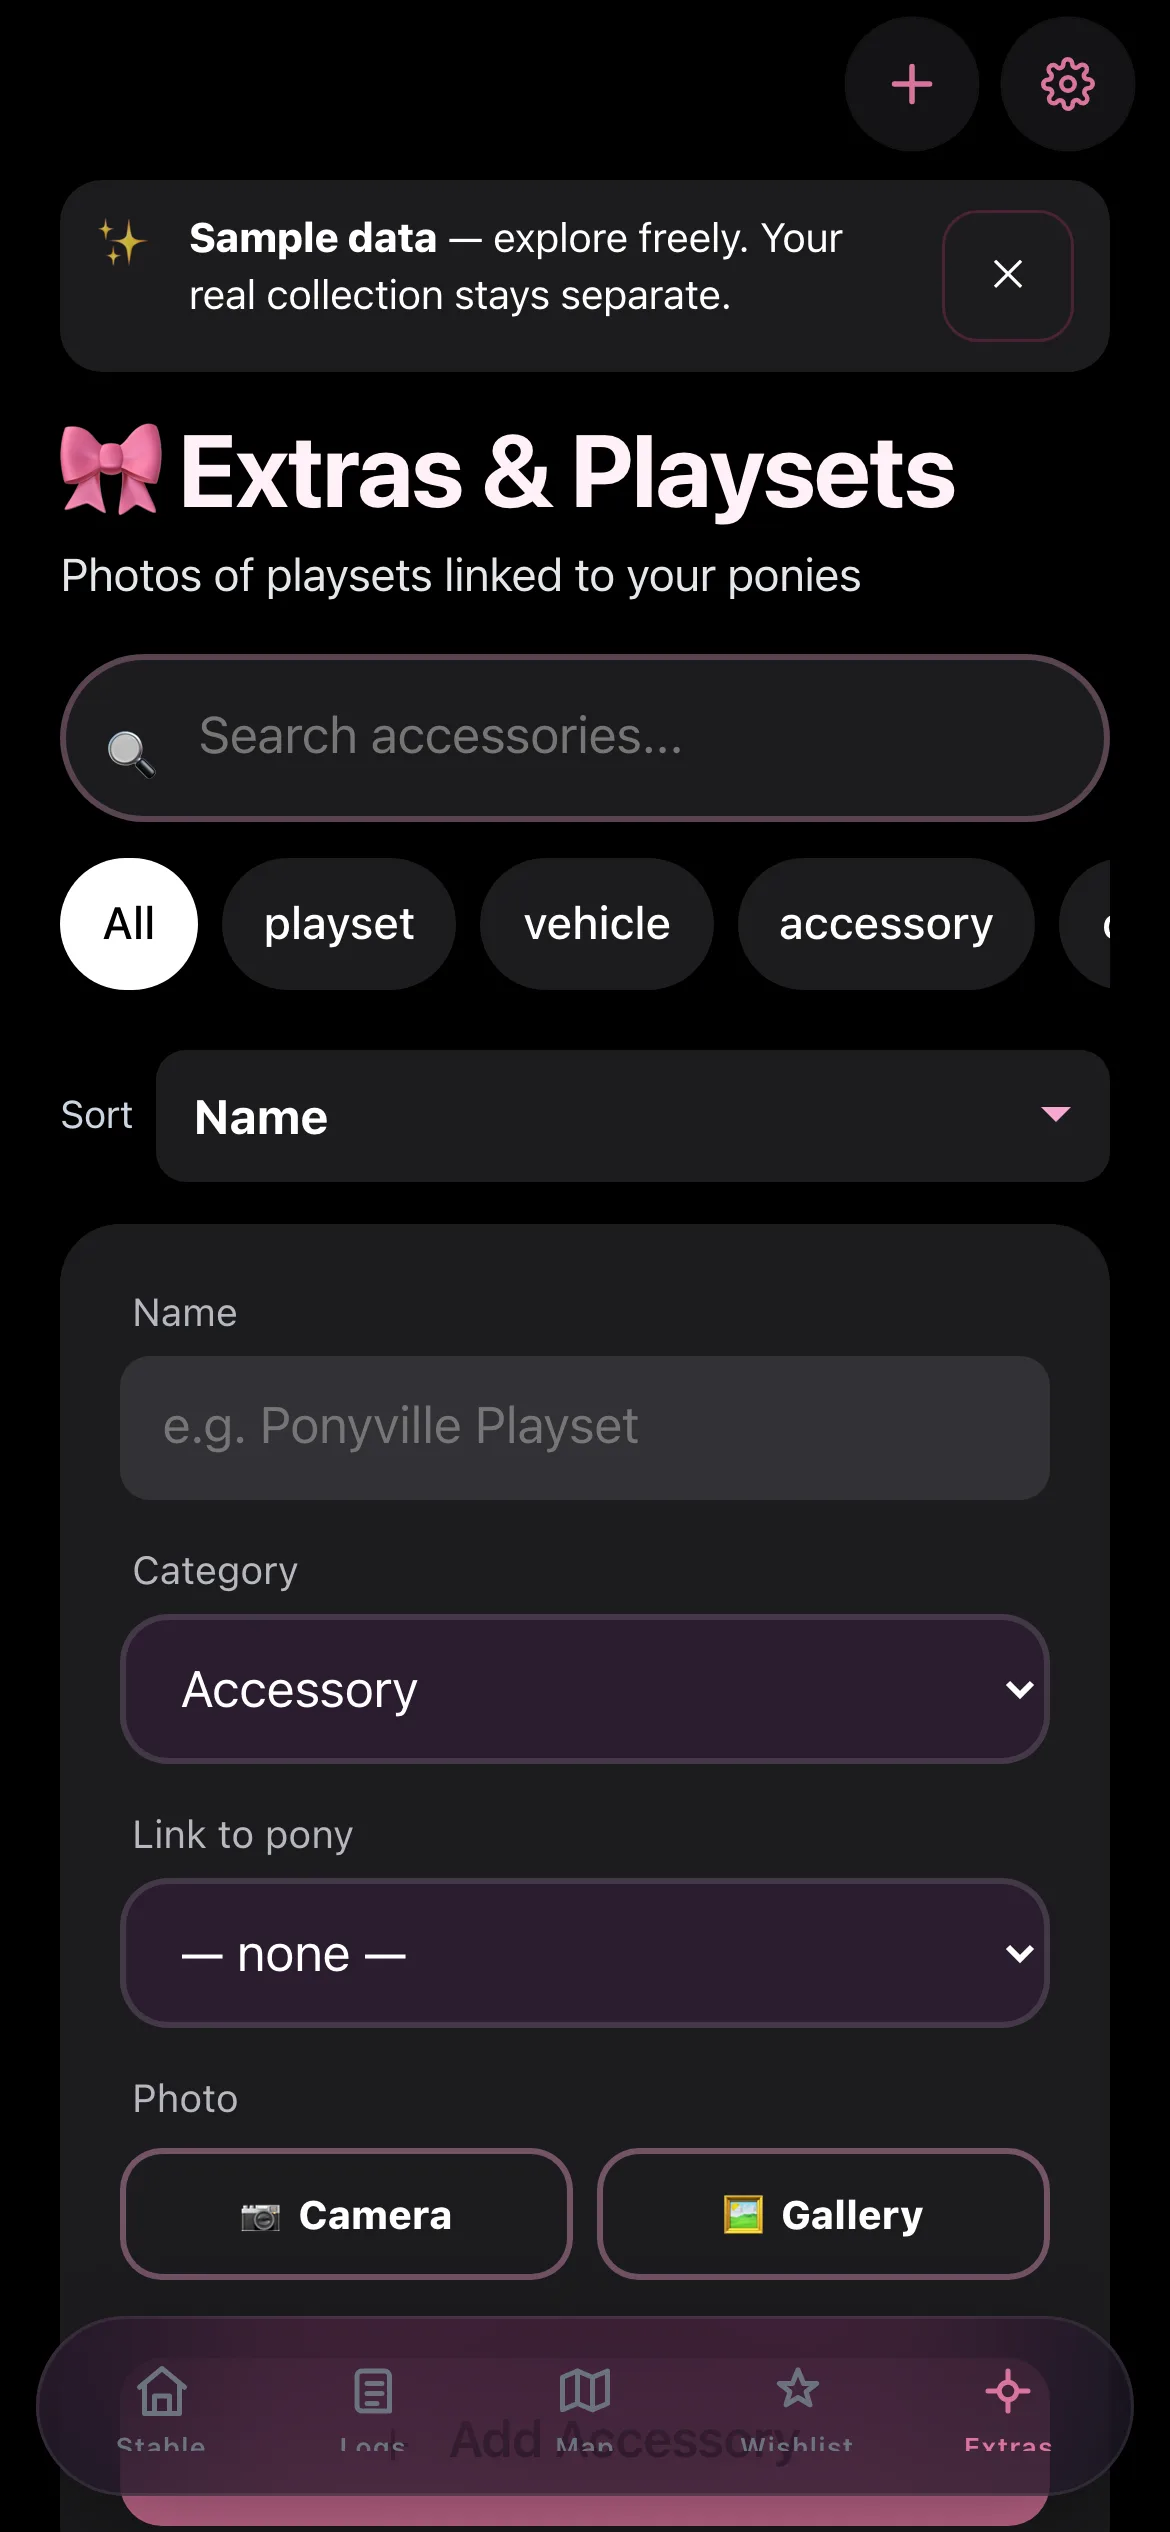 Sample data — explore freely. Your
real collection stays separate.
Extras & Playsets
Photos of playsets linked to your ponies
Search accessories...
All playset vehicle accessory
Sort Name
Name
e.g. Ponyville Playset
Category
Accessory
Link to pony
— none —
Photo
Camera Gallery
+ Add Accessory
Stable Logs Map Wishlist Extras